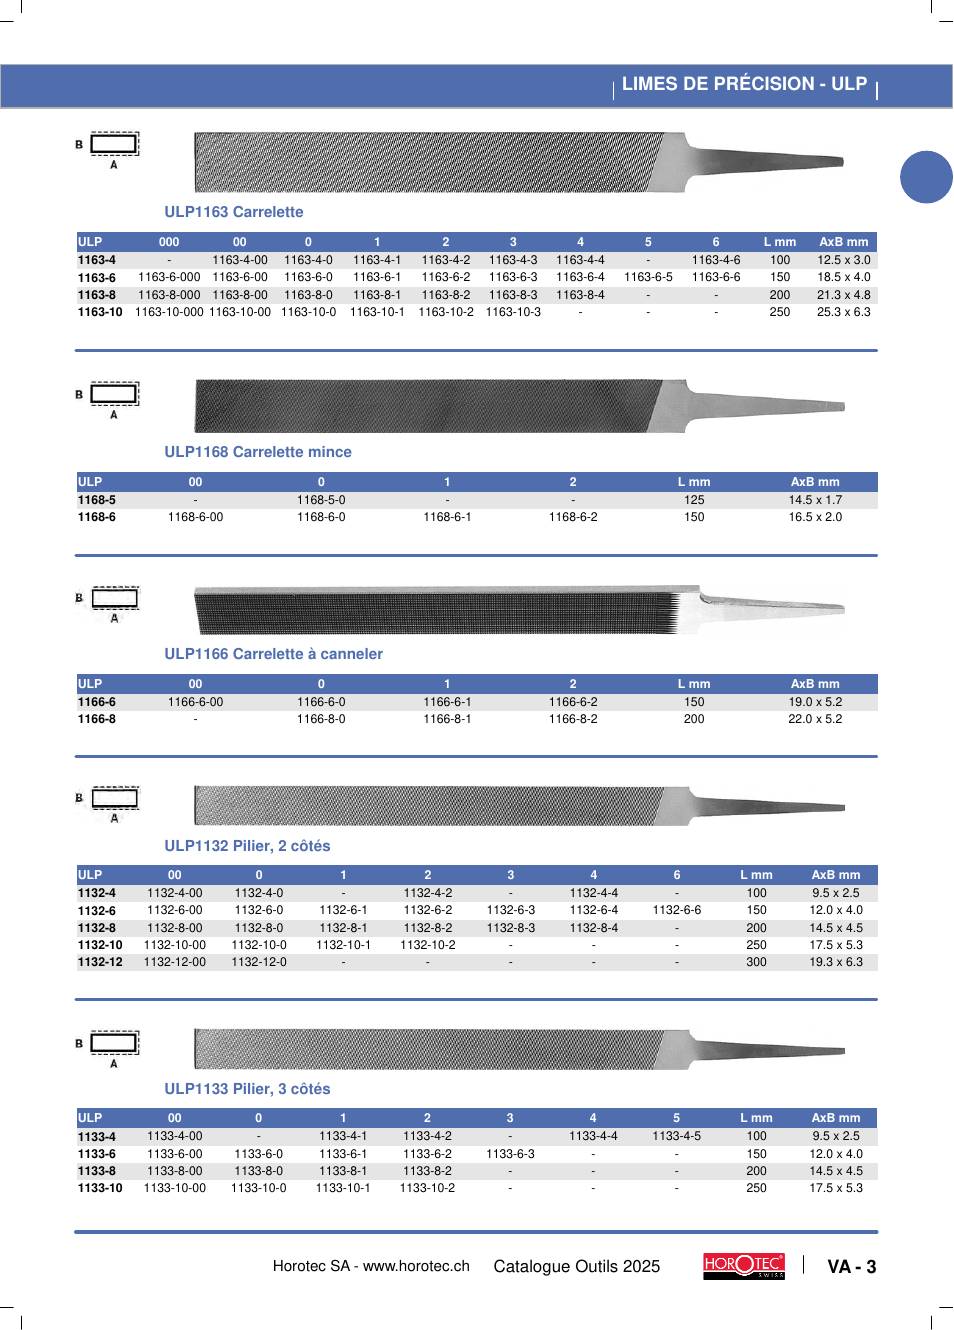 LIMES DE PRÉCISION - ULP
B
A
ULP1163 Carrelette
ULP 000 00 0 1 2 3 4 5 6 L mm AxB mm
1163-4 - 1163-4-00 1163-4-0 1163-4-1 1163-4-2 1163-4-3 1163-4-4 - 1163-4-6 100 12.5 x 3.0
1163-6 1163-6-000 1163-6-00 1163-6-0 1163-6-1 1163-6-2 1163-6-3 1163-6-4 1163-6-5 1163-6-6 150 18.5 x 4.0
1163-8 1163-8-000 1163-8-00 1163-8-0 1163-8-1 1163-8-2 1163-8-3 1163-8-4 - - 200 21.3 x 4.8
1163-10 1163-10-000 1163-10-00 1163-10-0 1163-10-1 1163-10-2 1163-10-3 - - - 250 25.3 x 6.3
B
A
ULP1168 Carrelette mince
ULP 00 0 1 2 L mm AxB mm
1168-5 - 1168-5-0 - - 125 14.5 x 1.7
1168-6 1168-6-00 1168-6-0 1168-6-1 1168-6-2 150 16.5 x 2.0
B
A
ULP1166 Carrelette à canneler
ULP 00 0 1 2 L mm AxB mm
1166-6 1166-6-00 1166-6-0 1166-6-1 1166-6-2 150 19.0 x 5.2
1166-8 - 1166-8-0 1166-8-1 1166-8-2 200 22.0 x 5.2
B
A
ULP1132 Pilier, 2 côtés
ULP 00 0 1 2 3 4 6 L mm AxB mm
1132-4 1132-4-00 1132-4-0 - 1132-4-2 - 1132-4-4 - 100 9.5 x 2.5
1132-6 1132-6-00 1132-6-0 1132-6-1 1132-6-2 1132-6-3 1132-6-4 1132-6-6 150 12.0 x 4.0
1132-8 1132-8-00 1132-8-0 1132-8-1 1132-8-2 1132-8-3 1132-8-4 - 200 14.5 x 4.5
1132-10 1132-10-00 1132-10-0 1132-10-1 1132-10-2 - - - 250 17.5 x 5.3
1132-12 1132-12-00 1132-12-0 - - - - - 300 19.3 x 6.3
B
A
ULP1133 Pilier, 3 côtés
ULP 00 0 1 2 3 4 5 L mm AxB mm
1133-4 1133-4-00 - 1133-4-1 1133-4-2 - 1133-4-4 1133-4-5 100 9.5 x 2.5
1133-6 1133-6-00 1133-6-0 1133-6-1 1133-6-2 1133-6-3 - - 150 12.0 x 4.0
1133-8 1133-8-00 1133-8-0 1133-8-1 1133-8-2 - - - 200 14.5 x 4.5
1133-10 1133-10-00 1133-10-0 1133-10-1 1133-10-2 - - - 250 17.5 x 5.3
Horotec SA - www.horotec.ch Catalogue Outils 2025 HOROTEC® SWISS VA - 3